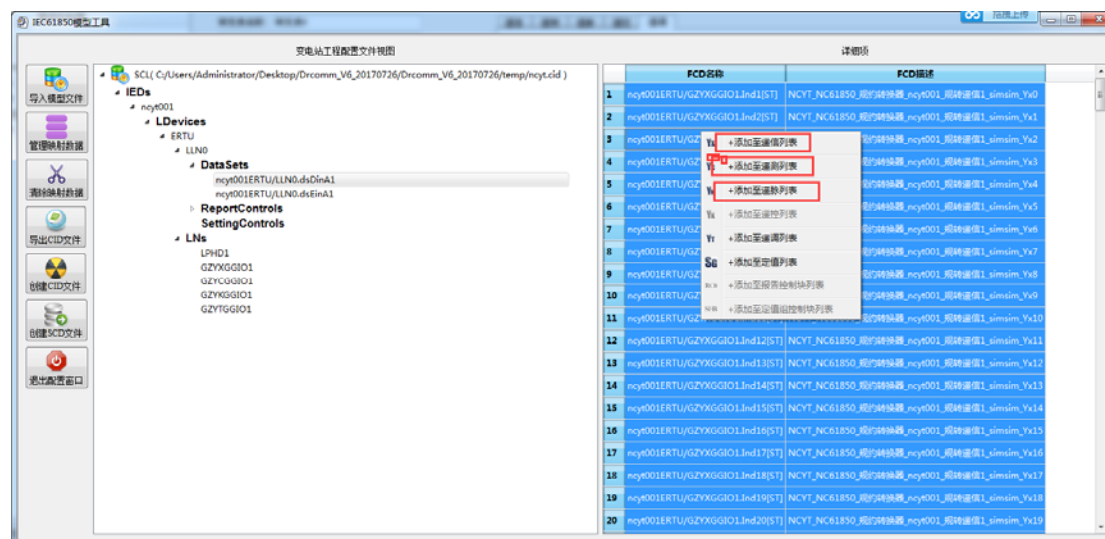 IEC61850模型工具
拖拽上传
变电站工程配置文件视图
详细项
导入模型文件
管理映射数据
清除映射数据
导出CID文件
创建CID文件
创建SCD文件
退出配置窗口
SCL( C:/Users/Administrator/Desktop/Drcomm_V6_20170726/Drcomm_V6_20170726/temp/ncyt.cid )
IEDs
ncyt001
LDevices
ERTU
LLN0
DataSets
ncyt001ERTU/LLN0.dsDinA1
ncyt001ERTU/LLN0.dsEinA1
ReportControls
SettingControls
LNs
LPHD1
GZYXGGIO1
GZYCGGIO1
GZYKGGIO1
GZYTGGIO1
FCD名称 FCD描述
1 ncyt001ERTU/GZYXGGIO1.Ind1[ST] NCYT_NC61850_规约转换器_ncyt001_规转遥信1_simsim_Yx0
2 ncyt001ERTU/GZYXGGIO1.Ind2[ST] NCYT_NC61850_规约转换器_ncyt001_规转遥信1_simsim_Yx1
3 ncyt001ERTU/GZ 规约转换器_ncyt001_规转遥信1_simsim_Yx2
4 ncyt001ERTU/GZ 规约转换器_ncyt001_规转遥信1_simsim_Yx3
5 ncyt001ERTU/GZ 规约转换器_ncyt001_规转遥信1_simsim_Yx4
6 ncyt001ERTU/GZ 规约转换器_ncyt001_规转遥信1_simsim_Yx5
7 ncyt001ERTU/GZ 规约转换器_ncyt001_规转遥信1_simsim_Yx6
8 ncyt001ERTU/GZ 规约转换器_ncyt001_规转遥信1_simsim_Yx7
9 ncyt001ERTU/GZ 规约转换器_ncyt001_规转遥信1_simsim_Yx8
10 ncyt001ERTU/GZ 规约转换器_ncyt001_规转遥信1_simsim_Yx9
11 ncyt001ERTU/GZ 规约转换器_ncyt001_规转遥信1_simsim_Yx10
12 ncyt001ERTU/GZYXGGIO1.Ind12[ST] NCYT_NC61850_规约转换器_ncyt001_规转遥信1_simsim_Yx11
13 ncyt001ERTU/GZYXGGIO1.Ind13[ST] NCYT_NC61850_规约转换器_ncyt001_规转遥信1_simsim_Yx12
14 ncyt001ERTU/GZYXGGIO1.Ind14[ST] NCYT_NC61850_规约转换器_ncyt001_规转遥信1_simsim_Yx13
15 ncyt001ERTU/GZYXGGIO1.Ind15[ST] NCYT_NC61850_规约转换器_ncyt001_规转遥信1_simsim_Yx14
16 ncyt001ERTU/GZYXGGIO1.Ind16[ST] NCYT_NC61850_规约转换器_ncyt001_规转遥信1_simsim_Yx15
17 ncyt001ERTU/GZYXGGIO1.Ind17[ST] NCYT_NC61850_规约转换器_ncyt001_规转遥信1_simsim_Yx16
18 ncyt001ERTU/GZYXGGIO1.Ind18[ST] NCYT_NC61850_规约转换器_ncyt001_规转遥信1_simsim_Yx17
19 ncyt001ERTU/GZYXGGIO1.Ind19[ST] NCYT_NC61850_规约转换器_ncyt001_规转遥信1_simsim_Yx18
20 ncyt001ERTU/GZYXGGIO1.Ind20[ST] NCYT_NC61850_规约转换器_ncyt001_规转遥信1_simsim_Yx19
+添加至遥信列表
+添加至遥测列表
+添加至遥脉列表
Yk +添加至遥控列表
YT +添加至遥调列表
SG +添加至定值列表
RCB +添加至报告控制块列表
+添加至定值组控制块列表